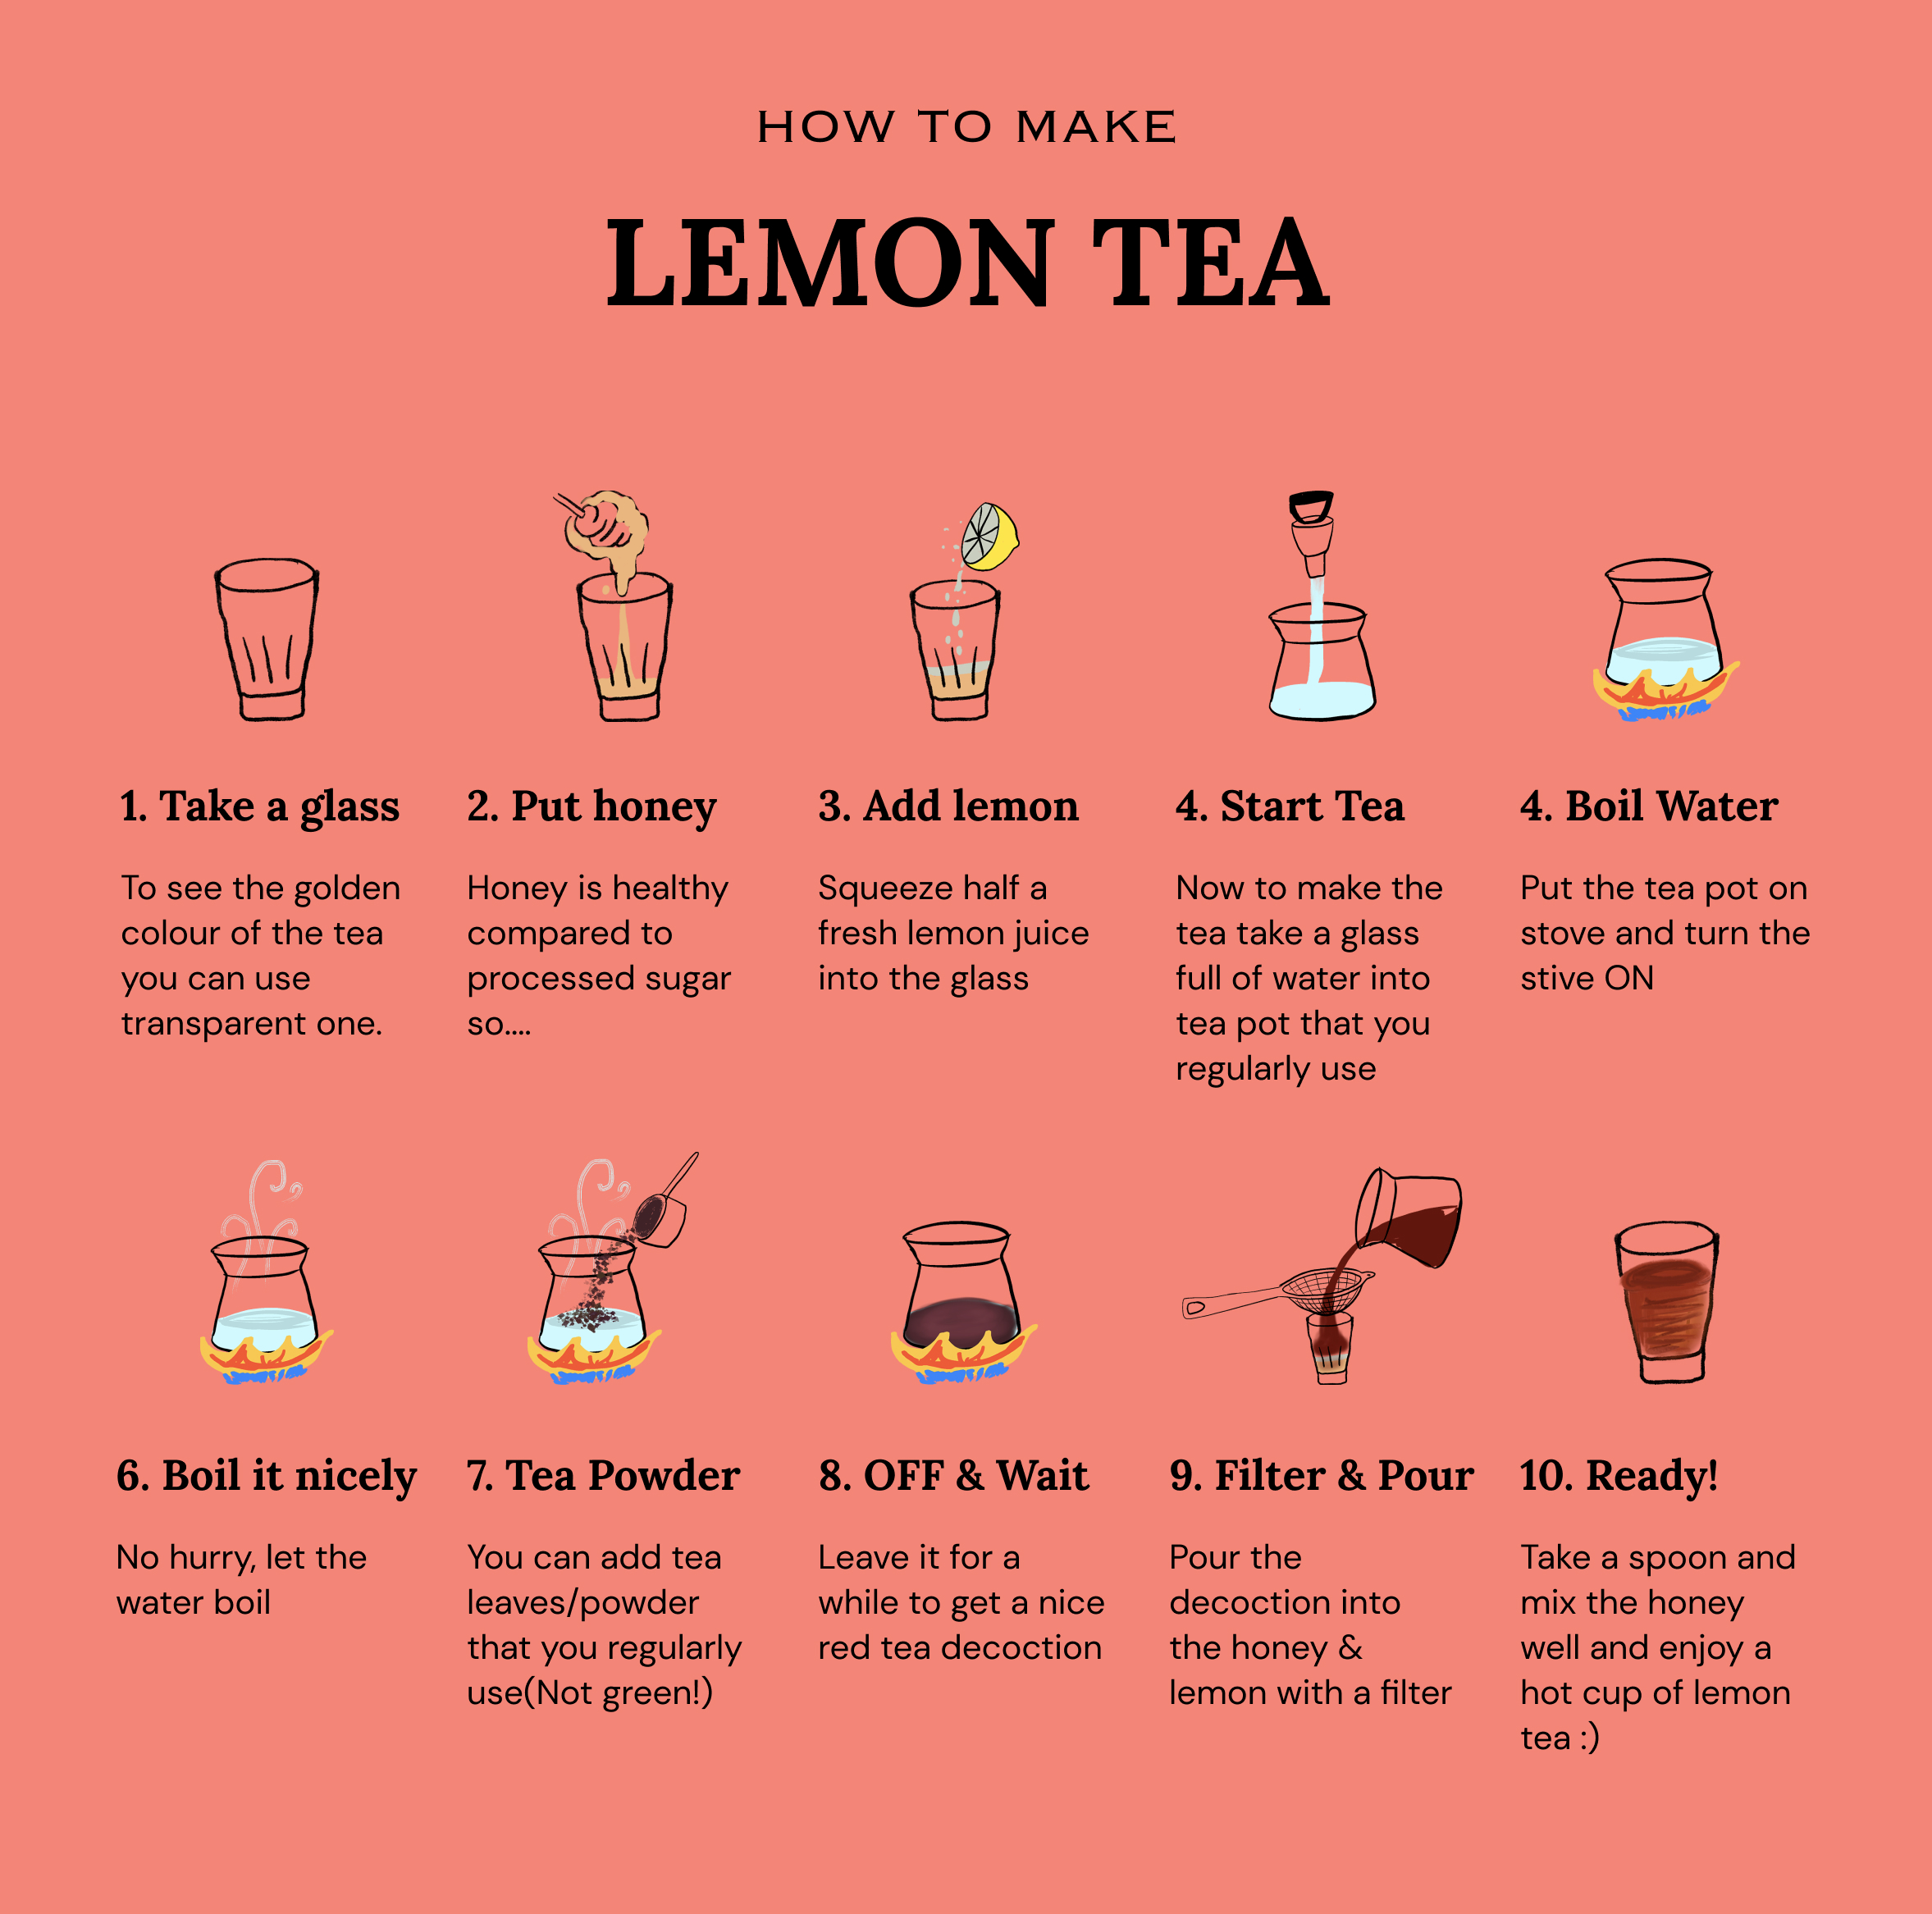 HOW TO MAKE
LEMON TEA
1. Take a glass
To see the golden
colour of the tea
you can use
transparent one.
2. Put honey
Honey is healthy
compared to
processed sugar
so....
3. Add lemon
Squeeze half a
fresh lemon juice
into the glass
4. Start Tea
Now to make the
tea take a glass
full of water into
tea pot that you
regularly use
4. Boil Water
Put the tea pot on
stove and turn the
stive ON
6. Boil it nicely
No hurry, let the
water boil
7. Tea Powder
You can add tea
leaves/powder
that you regularly
use(Not green!)
8. OFF & Wait
Leave it for a
while to get a nice
red tea decoction
9. Filter & Pour
Pour the
decoction into
the honey &
lemon with a filter
10. Ready!
Take a spoon and
mix the honey
well and enjoy a
hot cup of lemon
tea :)